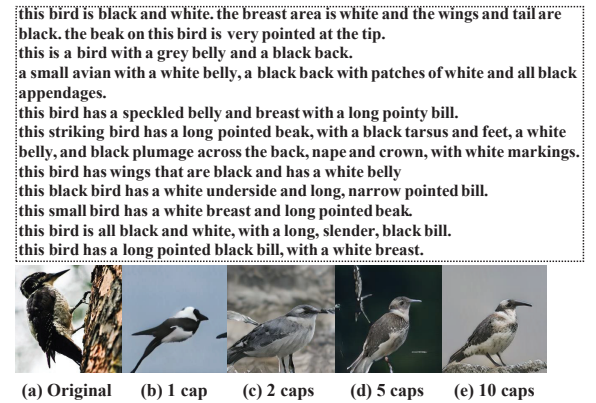 this bird is black and white. the breast area is white and the wings and tail are
black. the beak on this bird is very pointed at the tip.
this is a bird with a grey belly and a black back.
a small avian with a white belly, a black back with patches of white and all black
appendages.
this bird has a speckled belly and breast with a long pointy bill.
this striking bird has a long pointed beak, with a black tarsus and feet, a white
belly, and black plumage across the back, nape and crown, with white markings.
this bird has wings that are black and has a white belly
this black bird has a white underside and long, narrow pointed bill.
this small bird has a white breast and long pointed beak.
this bird is all black and white, with a long, slender, black bill.
this bird has a long pointed black bill, with a white breast.
(a) Original (b) 1 cap (c) 2 caps (d) 5 caps (e) 10 caps